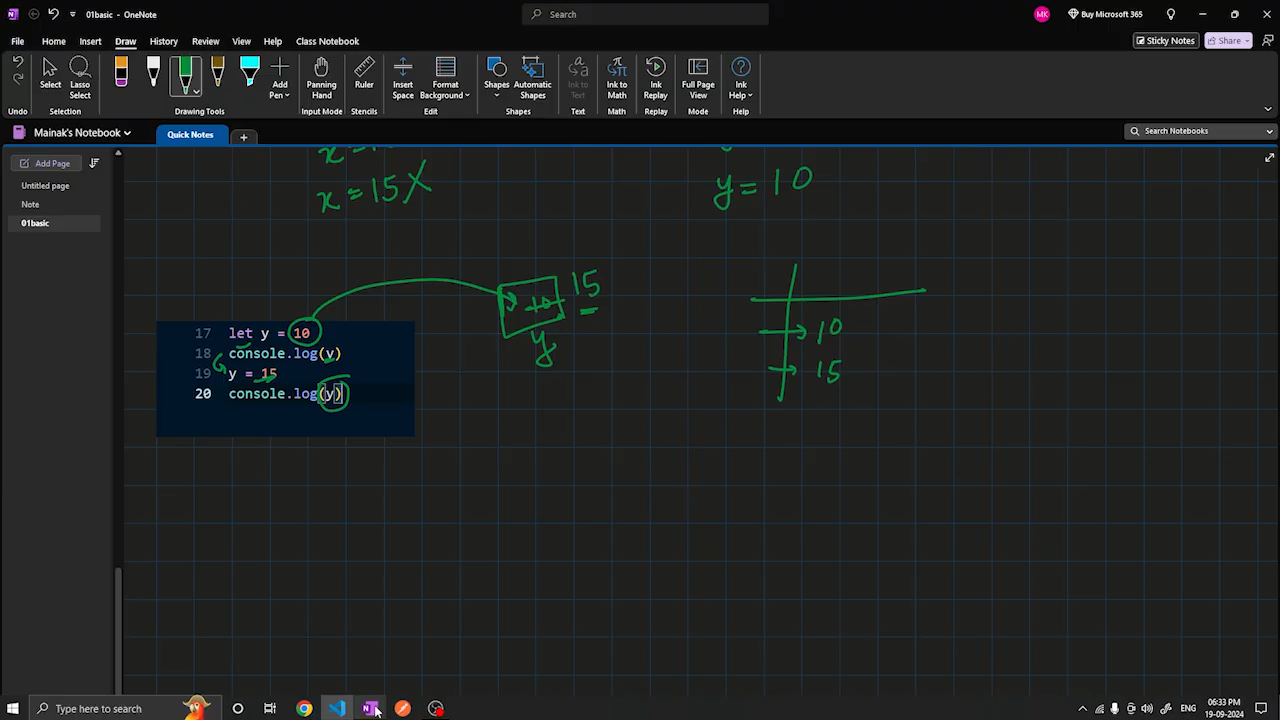 01basic - OneNote
Search
MK
Buy Microsoft 365
File Home Insert Draw History Review View Help Class Notebook
Sticky Notes
Share
Undo
Select
Lasso Select
Selection
Drawing Tools
Add Pen
Panning Hand
Input Mode
Ruler
Stencils
Insert Space
Format Background
Edit
Shapes
Automatic Shapes
Shapes
Ink to Text
Text
Ink to Math
Math
Ink Replay
Replay
Full Page View
Mode
Ink Help
Help
Mainak's Notebook
Quick Notes
Search Notebooks
Add Page
Untitled page
Note
01basic
x = 15 X
y = 10
15
10
y
10
15
17 let y = 10
18 console.log(y)
19 y = 15
20 console.log(y)
Type here to search
06:33 PM
19-09-2024